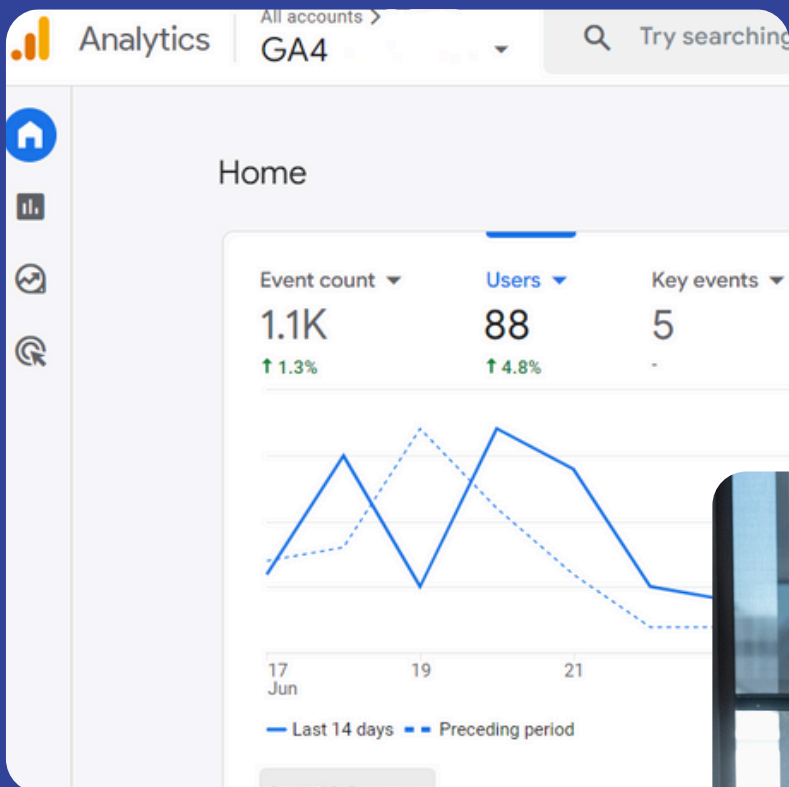 All accounts
Analytics
GA4
Try searching
Home
Event count
Users
Key events
1.1K
88
5
↑ 1.3%
↑ 4.8%
-
17
19
21
Jun
Last 14 days
Preceding period